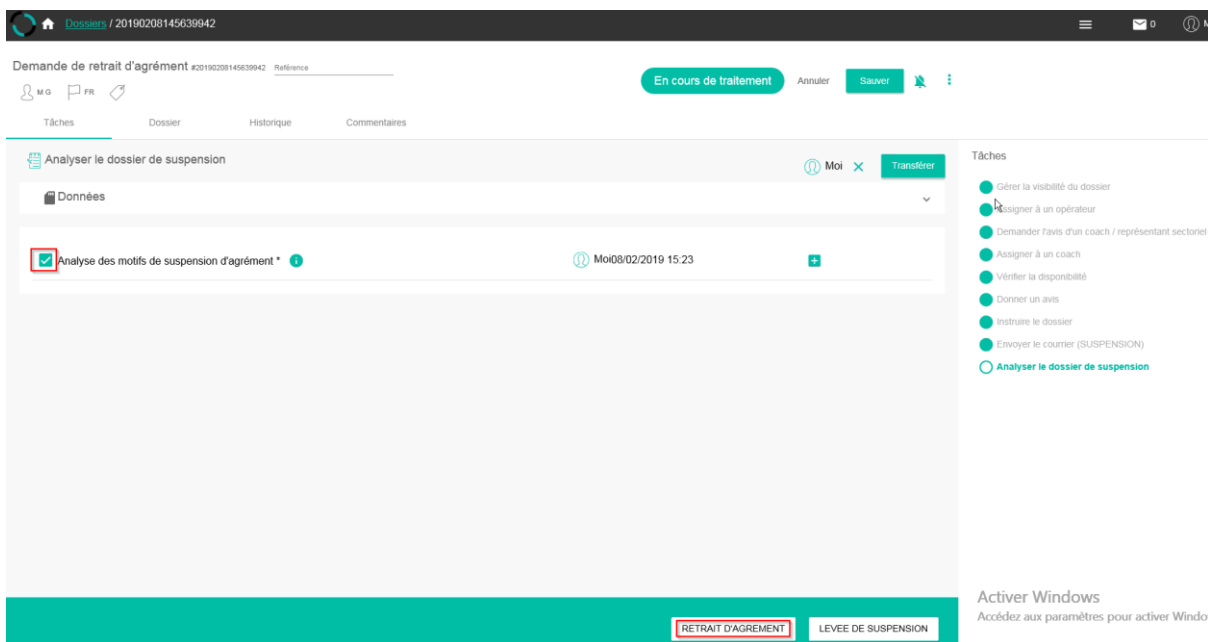 Dossiers / 20190208145639942
0
Demande de retrait d'agrément #20190208145639942 Reférence
En cours de traitement
Annuler
Sauver
M G
FR
Tâches
Dossier
Historique
Commentaires
Analyser le dossier de suspension
Moi
Transférer
Données
Analyse des motifs de suspension d'agrément *
Moi08/02/2019 15:23
Tâches
Gérer la visibilité du dossier
Assigner à un opérateur
Demander l'avis d'un coach / représentant sectoriel
Assigner à un coach
Vérifier la disponibilité
Donner un avis
Instruire le dossier
Envoyer le courrier (SUSPENSION)
Analyser le dossier de suspension
Activer Windows
Accédez aux paramètres pour activer Windo
RETRAIT D'AGREMENT
LEVEE DE SUSPENSION